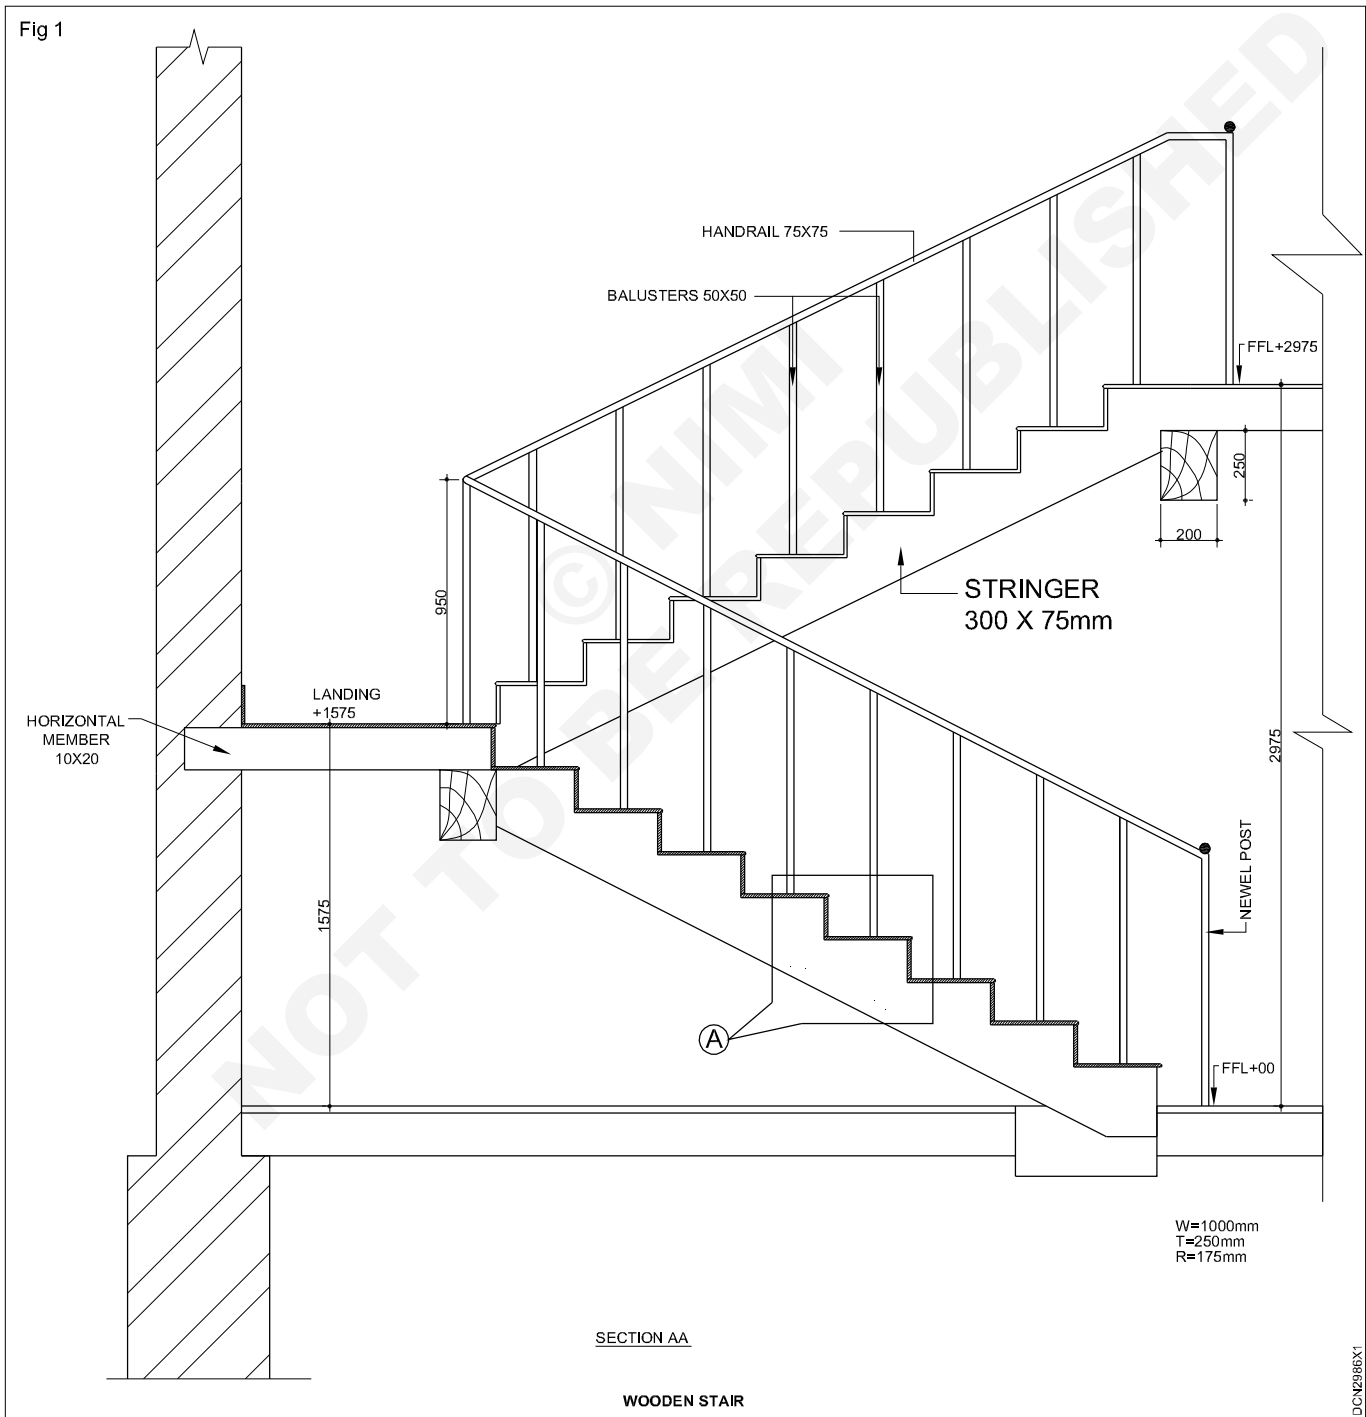 Fig 1
HANDRAIL 75X75
BALUSTERS 50X50
FFL+2975
250
200
STRINGER
300 X 75mm
950
LANDING
+1575
HORIZONTAL
MEMBER
10X20
2975
1575
NEWEL POST
A
FFL+00
W=1000mm
T=250mm
R=175mm
SECTION AA
WOODEN STAIR
DCN2986X1
© NIMI
NOT TO BE REPUBLISHED